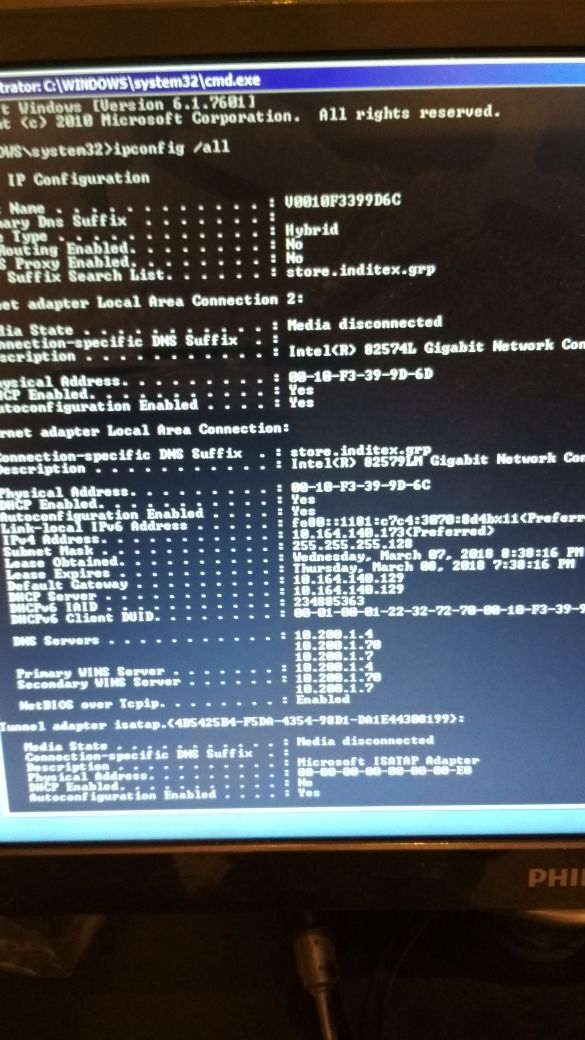 trator: C:\WINDOWS\system32\cmd.exe
t Windows [Version 6.1.7601]
t (c) 2010 Microsoft Corporation.  All rights reserved.
OWS\system32>ipconfig /all
IP Configuration
Name . . . . . . . . . . . . : U0010F3399D6C
ary Dns Suffix  . . . . . . . :
e Type . . . . . . . . . . . . : Hybrid
Routing Enabled. . . . . . . . : No
S Proxy Enabled. . . . . . . . : No
Suffix Search List. . . . . . : store.inditex.grp
net adapter Local Area Connection 2:
dia State . . . . . . . . . . . : Media disconnected
nnection-specific DNS Suffix  . :
scription . . . . . . . . . . . : Intel(R) 82574L Gigabit Network Con
ysical Address. . . . . . . . . : 00-10-F3-39-9D-6D
CP Enabled. . . . . . . . . . . : Yes
utoconfiguration Enabled . . . . : Yes
rnet adapter Local Area Connection:
Connection-specific DNS Suffix  . : store.inditex.grp
Description . . . . . . . . . . . : Intel(R) 82579LM Gigabit Network Con
Physical Address. . . . . . . . . : 00-10-F3-39-9D-6C
DHCP Enabled. . . . . . . . . . . : Yes
Autoconfiguration Enabled . . . . : Yes
Link-local IPv6 Address . . . . . : fe80::1181:c7c4:3070:8d4b%11(Preferr
IPv4 Address. . . . . . . . . . . : 10.164.140.173(Preferred)
Subnet Mask . . . . . . . . . . . : 255.255.255.128
Lease Obtained. . . . . . . . . . : Wednesday, March 07, 2018 8:38:16 PM
Lease Expires . . . . . . . . . . : Thursday, March 08, 2018 7:38:16 PM
Default Gateway . . . . . . . . . : 10.164.140.129
DHCP Server . . . . . . . . . . . : 10.164.140.129
DHCPv6 IAID . . . . . . . . . . . : 234885363
DHCPv6 Client DUID. . . . . . . . : 00-01-00-01-22-32-72-70-00-10-F3-39-9
DNS Servers . . . . . . . . . . . : 10.200.1.4
10.200.1.70
10.200.1.7
Primary WINS Server . . . . . . . : 10.200.1.4
Secondary WINS Server . . . . . . : 10.200.1.70
10.200.1.7
NetBIOS over Tcpip. . . . . . . . : Enabled
Tunnel adapter isatap.{4B5425B4-F5DA-4354-98D1-DA1E44308199}:
Media State . . . . . . . . . . . : Media disconnected
Connection-specific DNS Suffix  . :
Description . . . . . . . . . . . : Microsoft ISATAP Adapter
Physical Address. . . . . . . . . : 00-00-00-00-00-00-00-E0
DHCP Enabled. . . . . . . . . . . : No
Autoconfiguration Enabled . . . . : Yes
PHI